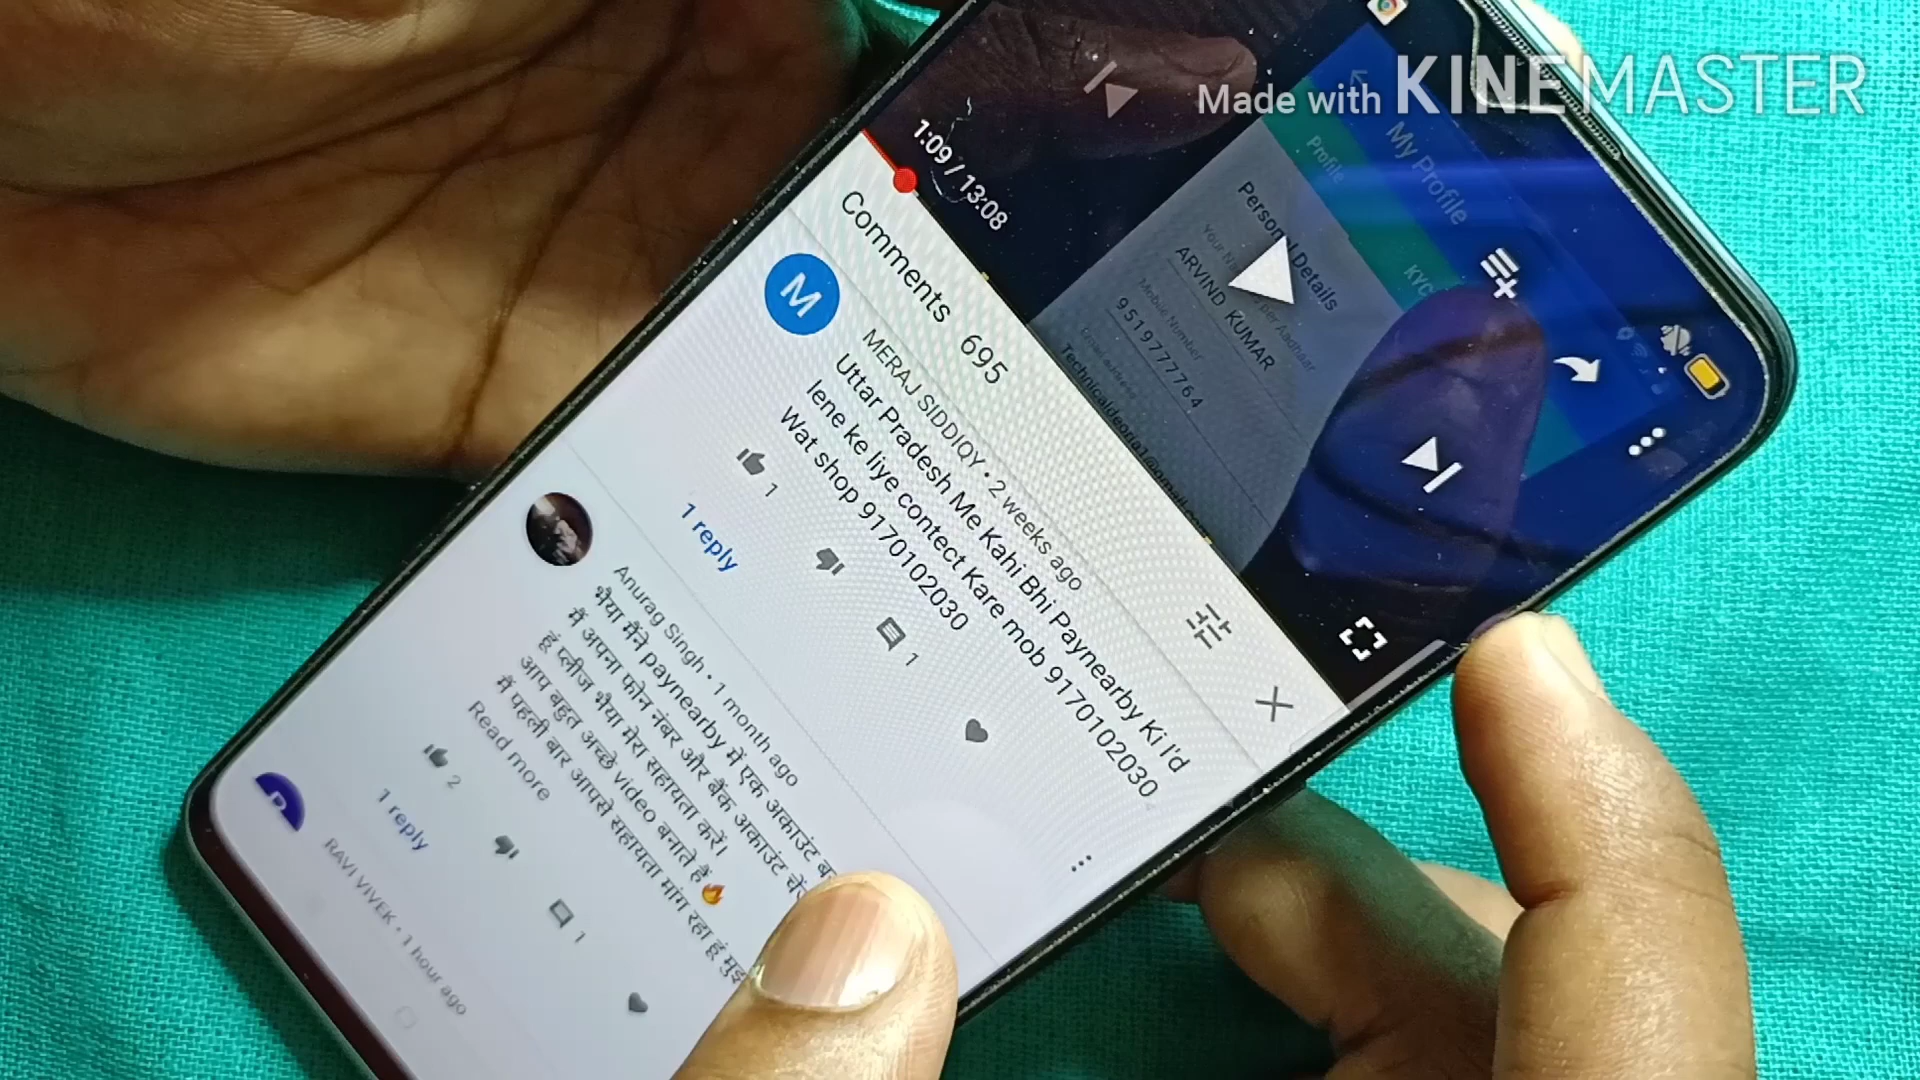 Made with KINEMASTER
My Profile
Profile
KYC
Personal Details
ARVIND KUMAR
Mobile Number
9519777764
1:09 / 13:08
Comments 695
M
MERAJ SIDDIQY • 2 weeks ago
Uttar Pradesh Me Kahi Bhi Paynearby Ki I'd
lene ke liye contect Kare mob 9170102030
Wat shop 9170102030
1
1
1 reply
Anurag Singh • 1 month ago
भैया मैंने paynearby में एक अकाउंट
में अपना फोन नंबर और बैंक अकाउंट
हूं प्लीज भैया मेरा सहायता करें।
आप बहुत अच्छे video बनाते हैं🔥
में पहली बार आपसे सहायता मांग रहा हूं
Read more
2
1
1 reply
RAVI VIVEK • 1 hour ago